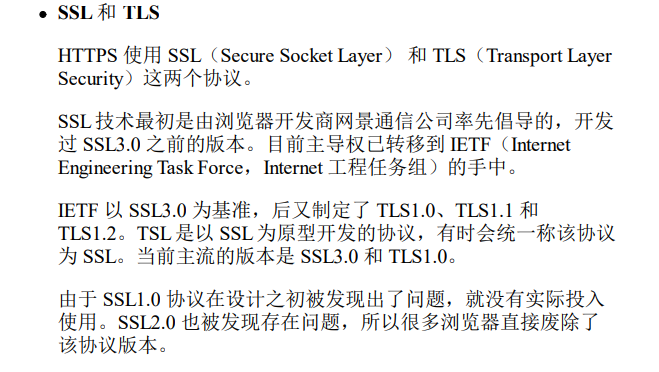 ● SSL 和 TLS
HTTPS 使用 SSL（Secure Socket Layer） 和 TLS（Transport Layer
Security）这两个协议。
SSL 技术最初是由浏览器开发商网景通信公司率先倡导的，开发
过 SSL3.0 之前的版本。目前主导权已转移到 IETF（Internet
Engineering Task Force，Internet 工程任务组）的手中。
IETF 以 SSL3.0 为基准，后又制定了 TLS1.0、TLS1.1 和
TLS1.2。TSL 是以 SSL 为原型开发的协议，有时会统一称该协议
为 SSL。当前主流的版本是 SSL3.0 和 TLS1.0。
由于 SSL1.0 协议在设计之初被发现出了问题，就没有实际投入
使用。SSL2.0 也被发现存在问题，所以很多浏览器直接废除了
该协议版本。